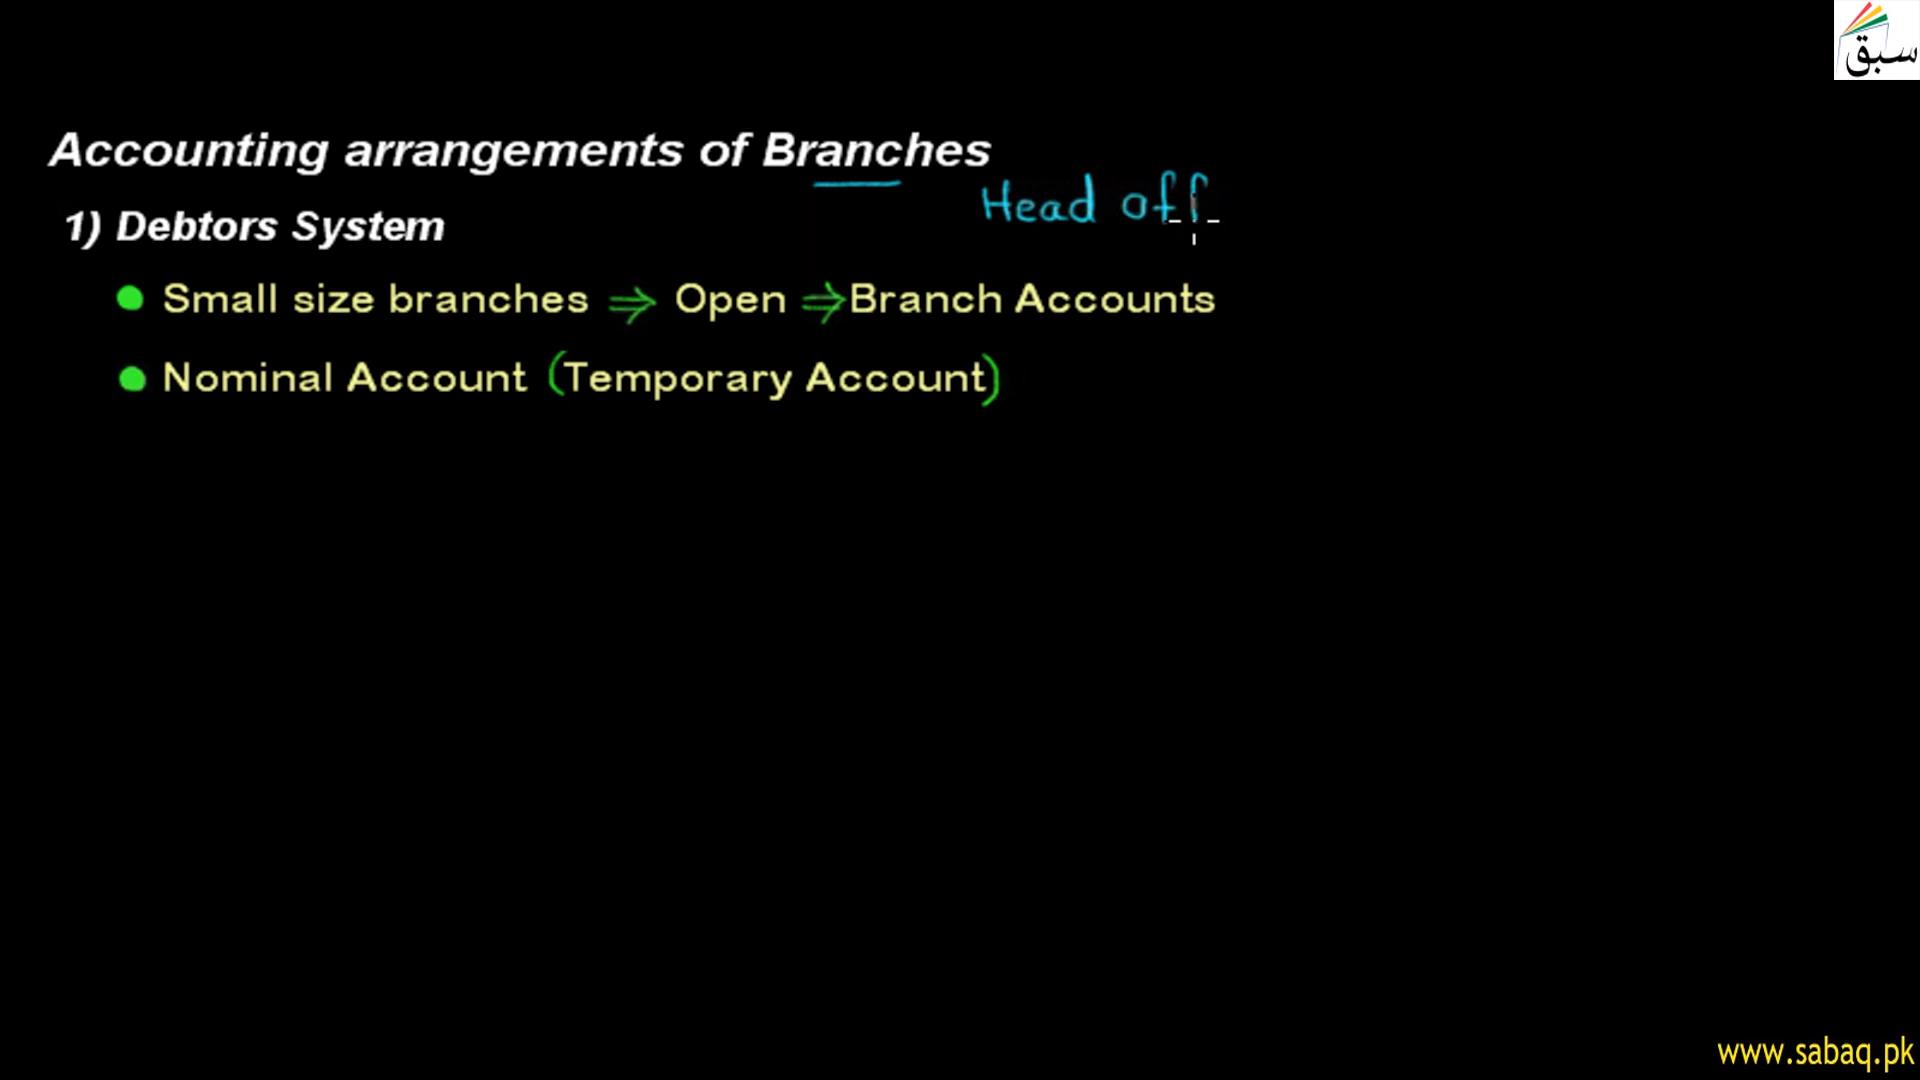 سبق
Accounting arrangements of Branches
Head off
1) Debtors System
Small size branches ⇒ Open ⇒ Branch Accounts
Nominal Account (Temporary Account)
www.sabaq.pk